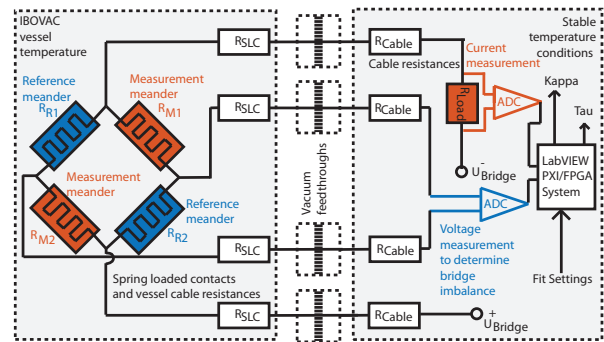 IBOVAC
vessel
temperature
Reference
meander
RR1
Measurement
meander
RM1
Measurement
meander
RM2
Reference
meander
RR2
RSLC
RSLC
RSLC
RSLC
Spring loaded contacts
and vessel cable resistances
Vacuum
feedthroughs
RCable
RCable
RCable
RCable
Cable resistances
Stable
temperature
conditions
Current
measurement
RLoad
ADC
UBridge-
Kappa
Tau
LabVIEW
PXI/FPGA
System
ADC
Voltage
measurement
to determine
bridge
imbalance
Fit Settings
UBridge+